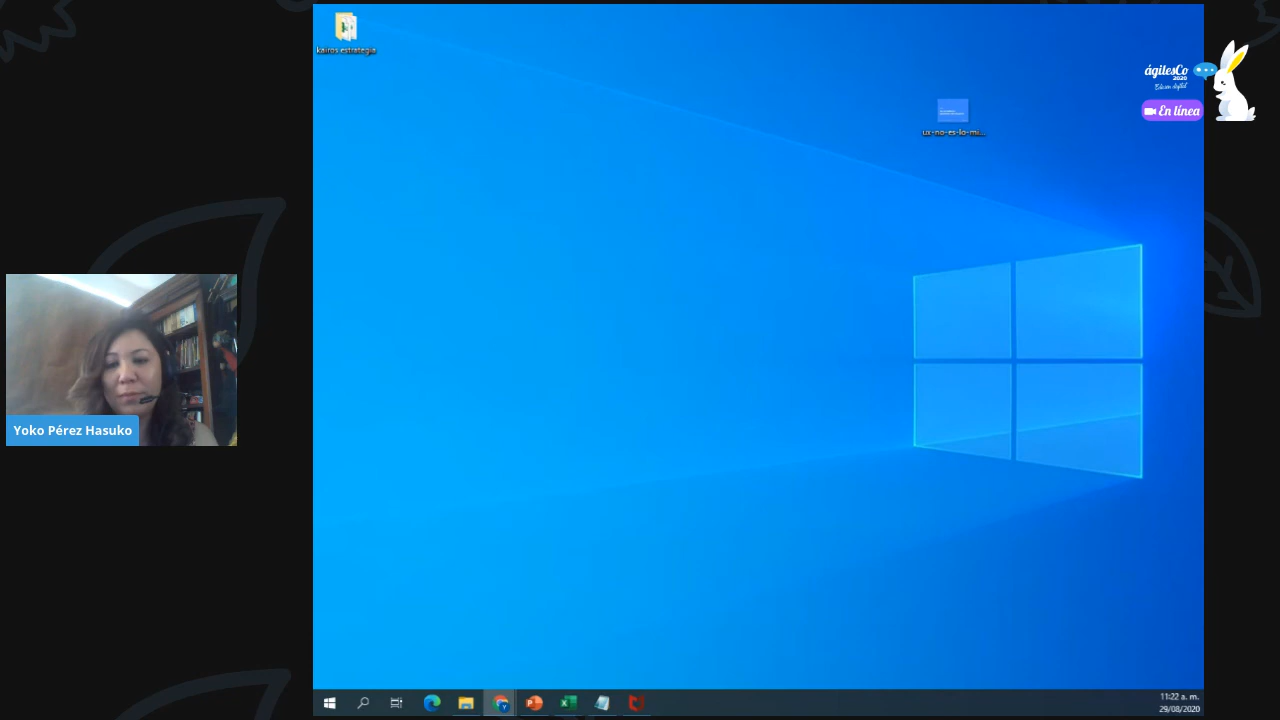 kairos estrategia
ux-no-es-lo-mi...
ágilesCo
2020
Edición digital
En línea
Yoko Pérez Hasuko
11:22 a. m.
29/08/2020